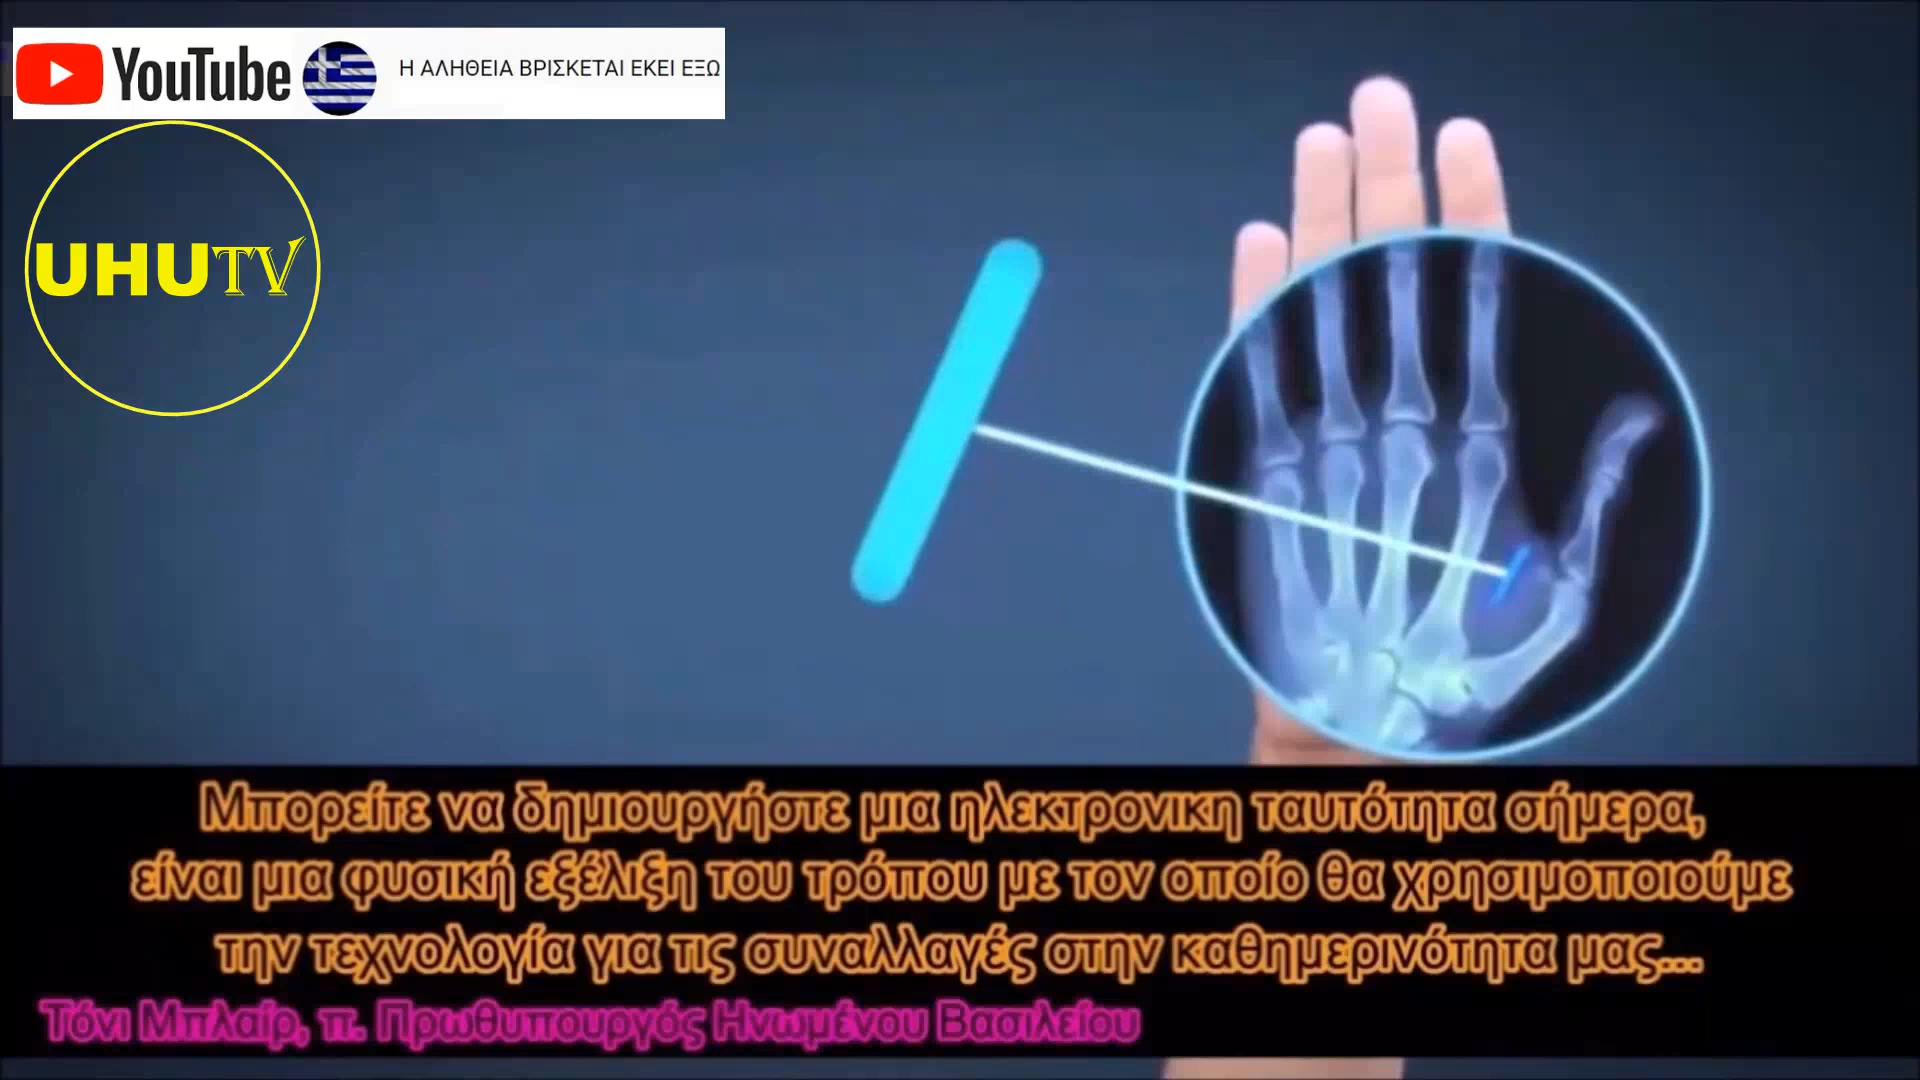 YouTube Η ΑΛΗΘΕΙΑ ΒΡΙΣΚΕΤΑΙ ΕΚΕΙ ΕΞΩ
UHUTV
Μπορείτε να δημιουργήστε μια ηλεκτρονικη ταυτότητα σήμερα,
είναι μια φυσική εξέλιξη του τρόπου με τον οποίο θα χρησιμοποιούμε
την τεχνολογία για τις συναλλαγές στην καθημερινότητα μας...
Τόνι Μπλαίρ, π. Πρωθυπουργός Ηνωμένου Βασιλείου